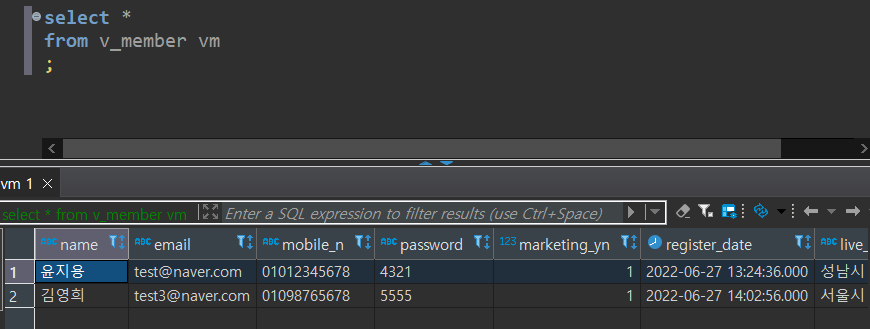 select *
from v_member vm
;
vm 1
select * from v_member vm Enter a SQL expression to filter results (use Ctrl+Space)
name email mobile_n password marketing_yn register_date live_
1 윤지용 test@naver.com 01012345678 4321 1 2022-06-27 13:24:36.000 성남시
2 김영희 test3@naver.com 01098765678 5555 1 2022-06-27 14:02:56.000 서울시